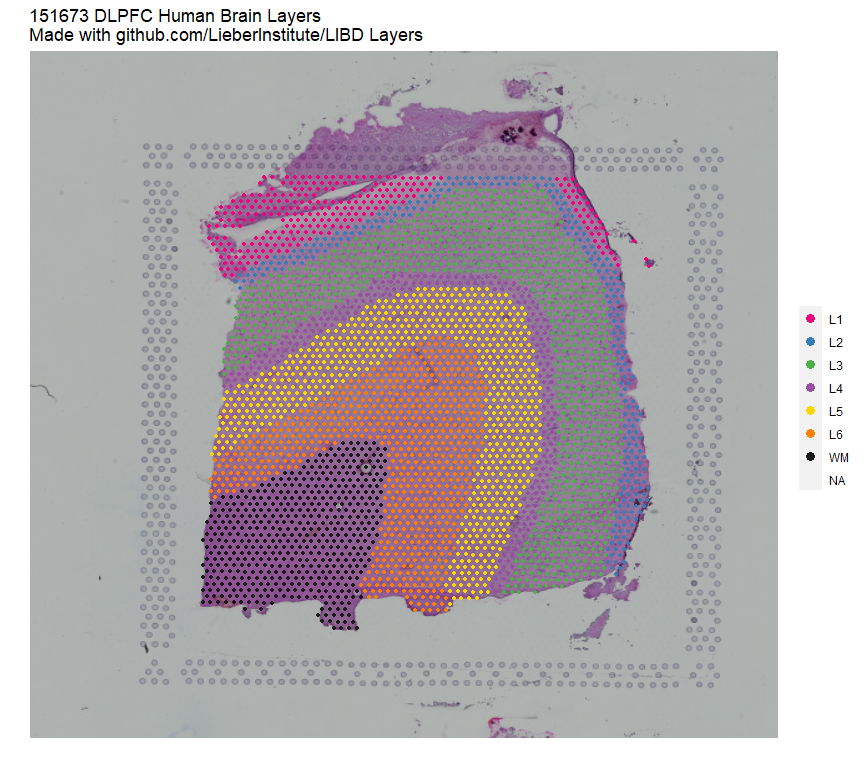 151673 DLPFC Human Brain Layers
Made with github.com/LieberInstitute/LIBD Layers
L1
L2
L3
L4
L5
L6
WM
NA